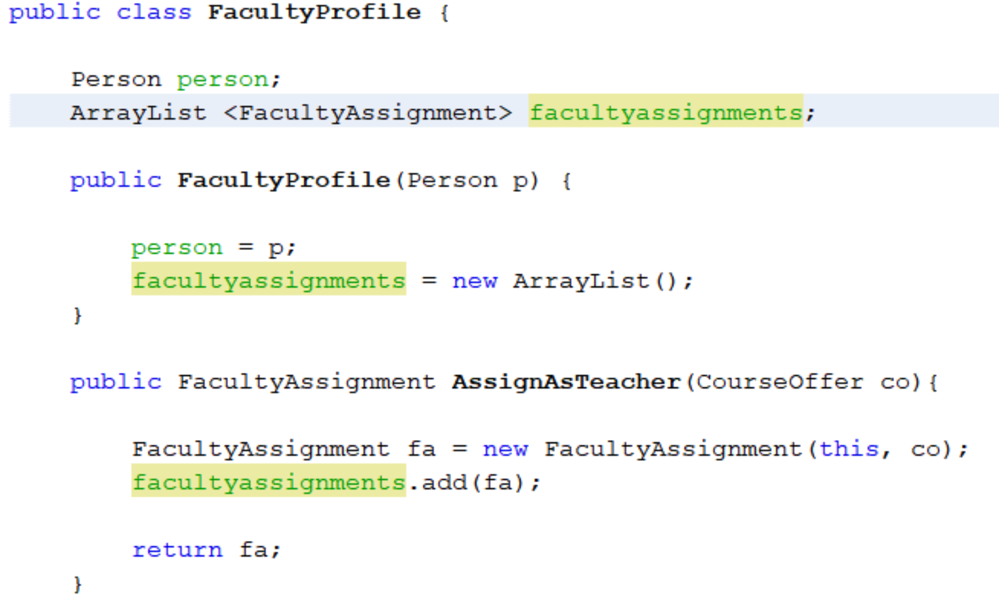 public class FacultyProfile {
Person person;
ArrayList <FacultyAssignment> facultyassignments;
public FacultyProfile(Person p) {
person = p;
facultyassignments = new ArrayList();
}
public FacultyAssignment AssignAsTeacher(CourseOffer co){
FacultyAssignment fa = new FacultyAssignment(this, co);
facultyassignments.add(fa);
return fa;
}